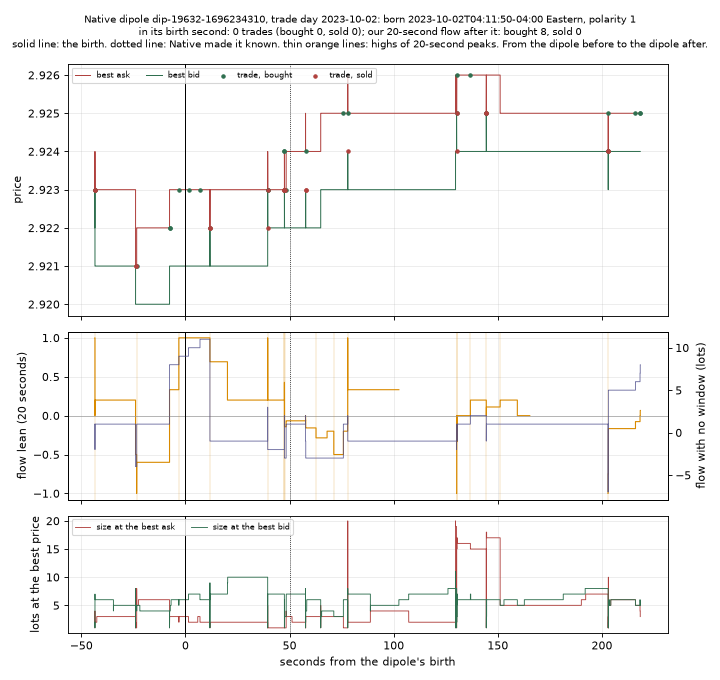 Native dipole dip-19632-1696234310, trade day 2023-10-02: born 2023-10-02T04:11:50-04:00 Eastern, polarity 1
in its birth second: 0 trades (bought 0, sold 0); our 20-second flow after it: bought 8, sold 0
solid line: the birth. dotted line: Native made it known. thin orange lines: highs of 20-second peaks. From the dipole before to the dipole after.
best ask
best bid
trade, bought
trade, sold
2.926
2.925
2.924
2.923
2.922
2.921
2.920
price
1.0
0.5
0.0
−0.5
−1.0
flow lean (20 seconds)
10
5
0
−5
flow with no window (lots)
size at the best ask
size at the best bid
20
15
10
5
lots at the best price
−50
0
50
100
150
200
seconds from the dipole's birth